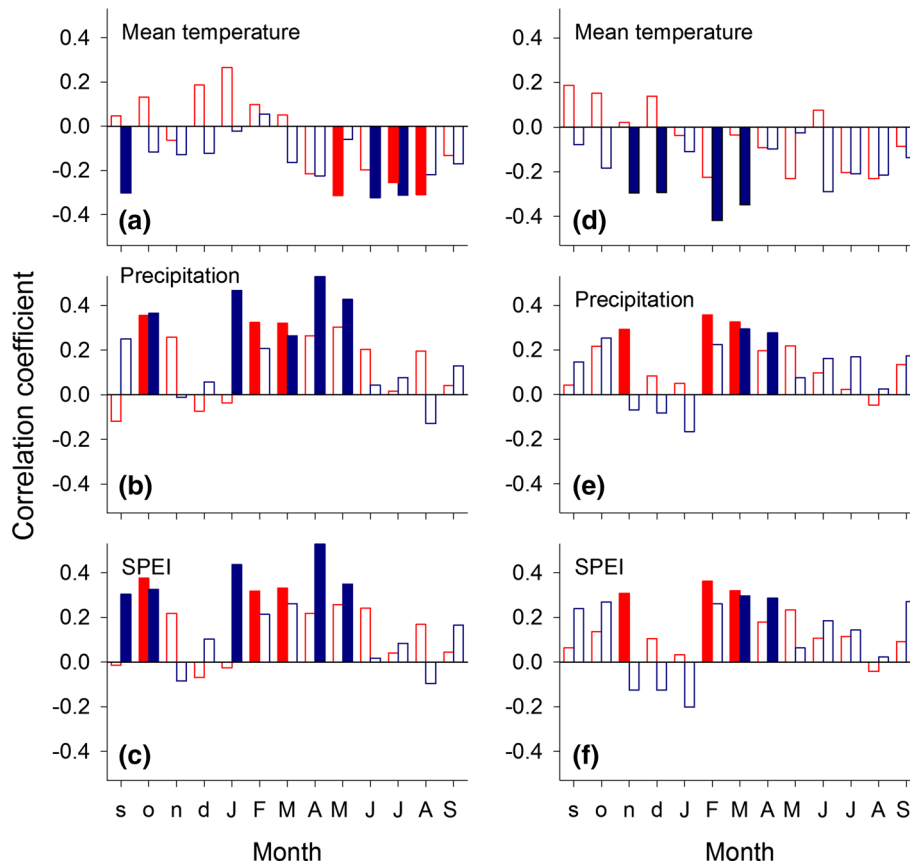 Correlation coefficient
Mean temperature
0.4
0.2
0.0
-0.2
-0.4
(a)
Precipitation
0.4
0.2
0.0
-0.2
-0.4
(b)
SPEI
0.4
0.2
0.0
-0.2
-0.4
(c)
s o n d J F M A M J J A S
Month
Mean temperature
0.4
0.2
0.0
-0.2
-0.4
(d)
Precipitation
0.4
0.2
0.0
-0.2
-0.4
(e)
SPEI
0.4
0.2
0.0
-0.2
-0.4
(f)
s o n d J F M A M J J A S
Month